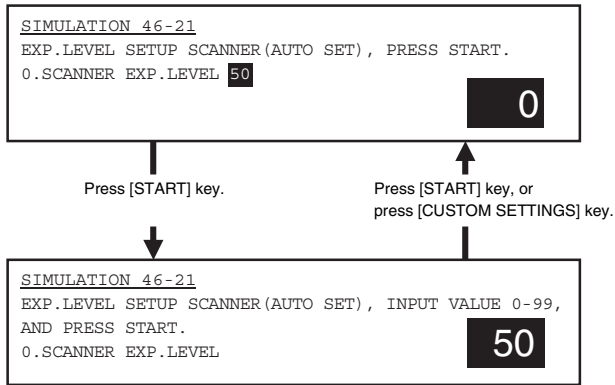 SIMULATION 46-21
EXP.LEVEL SETUP SCANNER(AUTO SET), PRESS START.
0.SCANNER EXP.LEVEL 50
0
Press [START] key.
Press [START] key, or
press [CUSTOM SETTINGS] key.
SIMULATION 46-21
EXP.LEVEL SETUP SCANNER(AUTO SET), INPUT VALUE 0-99,
AND PRESS START.
0.SCANNER EXP.LEVEL
50